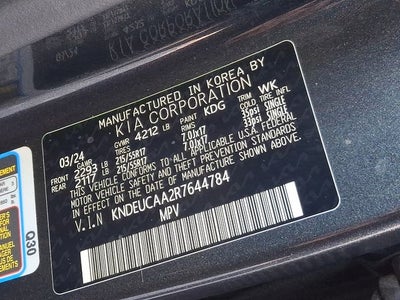 MANUFACTURED IN KOREA BY
KIA CORPORATION
03/24 GVWR 4212 LB PAINT KDG TRIM WK
GAWR TIRES RIMS COLD
FRONT 2293 LB 215/55R17 7.0JX17 35psi SINGLE
REAR 2117 LB 215/55R17 7.0JX17 33psi SINGLE
THIS VEHICLE CONFORMS TO ALL APPLICABLE U.S.A. FEDERAL
MOTOR VEHICLE SAFETY AND THEFT PREVENTION STANDARDS
IN EFFECT ON THE DATE OF MANUFACTURE SHOWN ABOVE.
V.I.N KNDEUCAA2R7644784
MPV
Q30